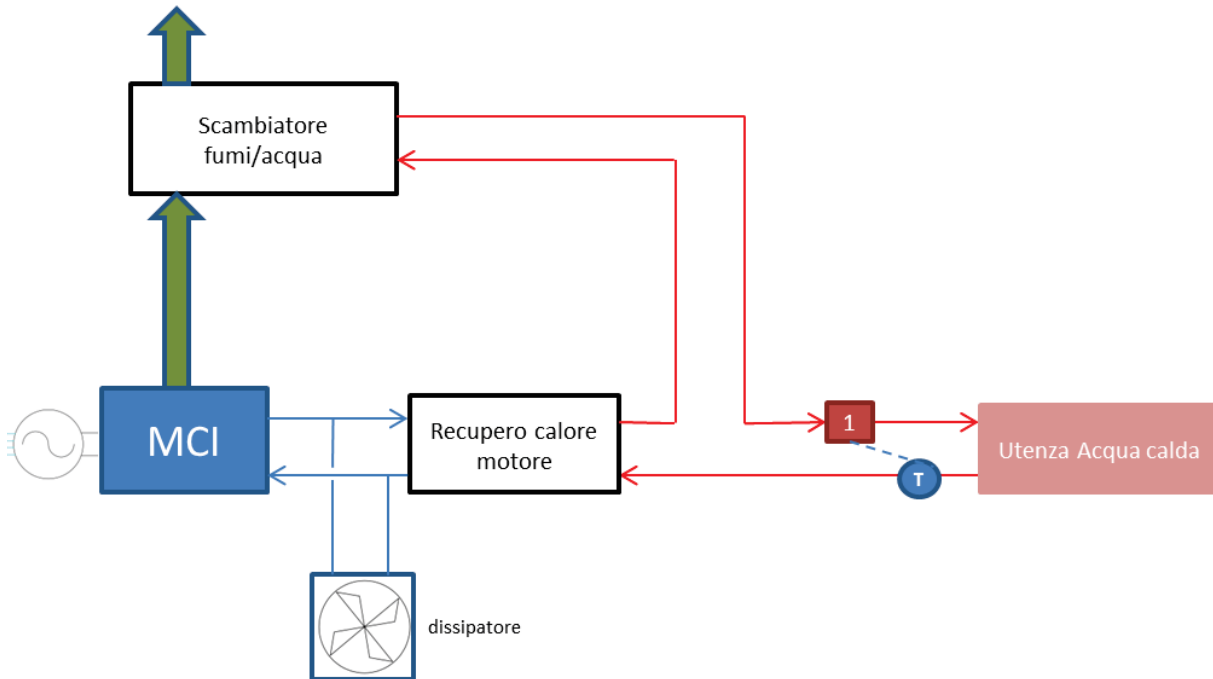 Scambiatore
fumi/acqua
MCI
Recupero calore
motore
1
Utenza Acqua calda
T
dissipatore